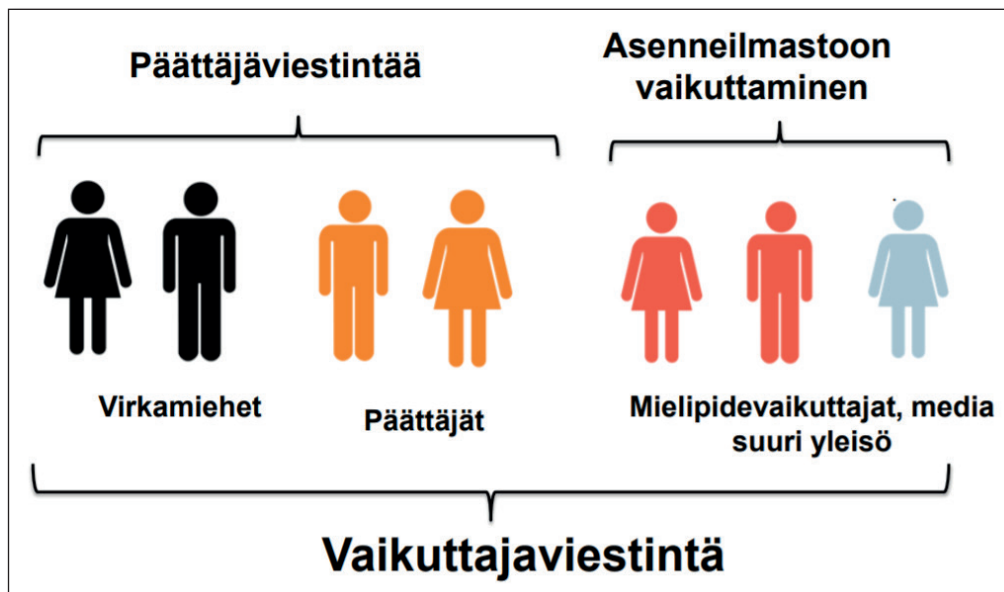 Päättäjäviestintää
Asenneilmastoon
vaikuttaminen
Virkamiehet
Päättäjät
Mielipidevaikuttajat, media
suuri yleisö
Vaikuttajaviestintä